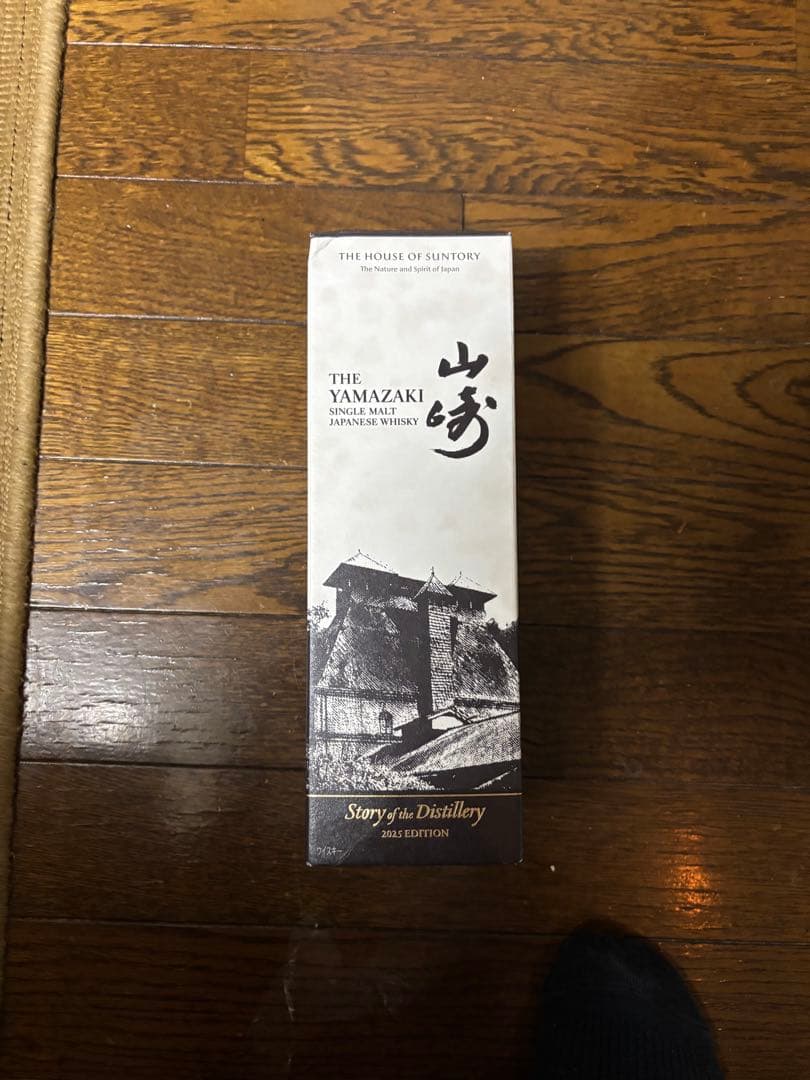 THE HOUSE OF SUNTORY
The Nature and Spirit of Japan
THE
YAMAZAKI
SINGLE MALT
JAPANESE WHISKY
山崎
Story of the Distillery
2025 EDITION
ウイスキー